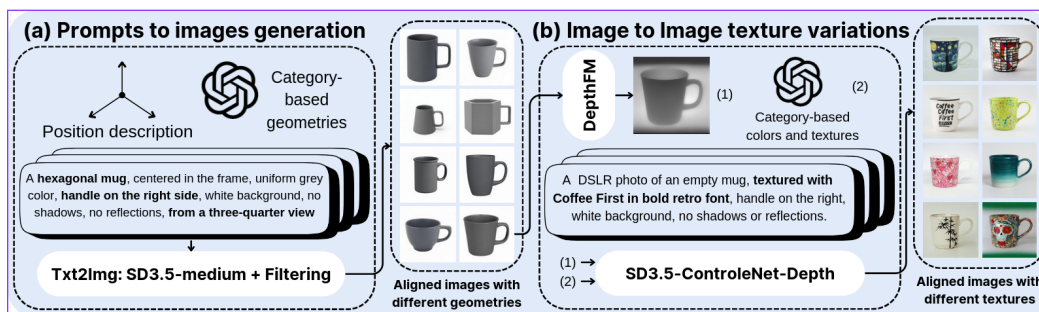 (a) Prompts to images generation
Category-
based
geometries
Position description
A hexagonal mug, centered in the frame, uniform grey
color, handle on the right side, white background, no
shadows, no reflections, from a three-quarter view
Txt2Img: SD3.5-medium + Filtering
Aligned images with
different geometries
(b) Image to Image texture variations
DepthFM
(1)
(2)
Category-based
colors and textures
A DSLR photo of an empty mug, textured with
Coffee First in bold retro font, handle on the right,
white background, no shadows or reflections.
(1)
(2)
SD3.5-ControleNet-Depth
Coffee
Coffee
First
Aligned images with
different textures